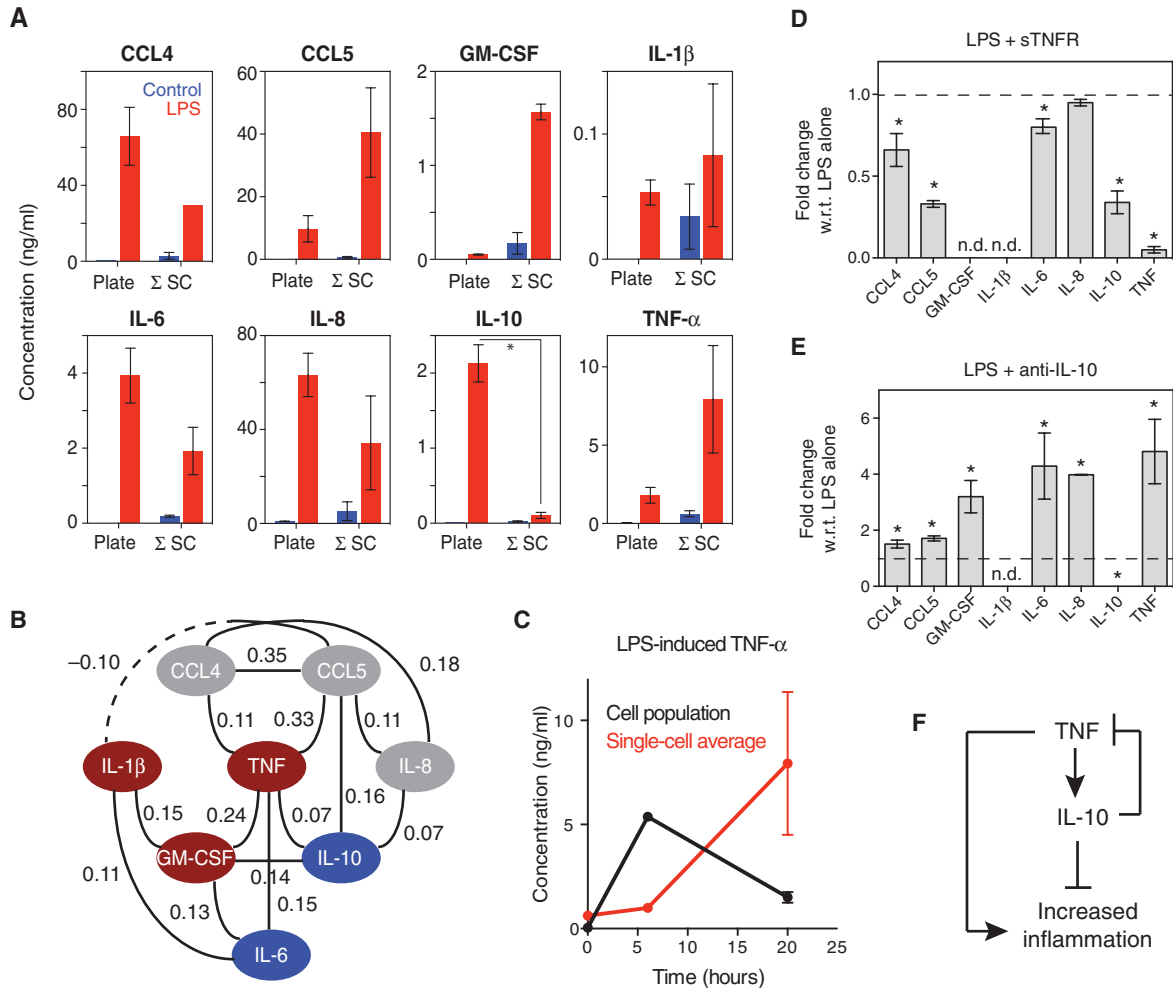 A
CCL4
CCL5
GM-CSF
IL-1β
Control
LPS
80
40
0
60
40
20
0
2
1
0
0.1
0
Plate Σ SC
Plate Σ SC
Plate Σ SC
Plate Σ SC
Concentration (ng/ml)
IL-6
IL-8
IL-10
TNF-α
4
2
0
80
40
0
2
1
0
*
10
5
0
Plate Σ SC
Plate Σ SC
Plate Σ SC
Plate Σ SC
B
–0.10
CCL4
0.35
CCL5
0.18
0.11
0.33
0.11
IL-1β
TNF
IL-8
0.15
0.24
0.07
0.16
0.07
GM-CSF
IL-10
0.11
0.14
0.13
0.15
IL-6
C
LPS-induced TNF-α
Cell population
Single-cell average
Concentration (ng/ml)
10
5
0
0 5 10 15 20 25
Time (hours)
D
LPS + sTNFR
Fold change
w.r.t. LPS alone
1.0
0.5
0.0
*
*
n.d.
n.d.
*
*
*
CCL4
CCL5
GM-CSF
IL-1β
IL-6
IL-8
IL-10
TNF
E
LPS + anti-IL-10
Fold change
w.r.t. LPS alone
6
4
2
0
*
*
*
n.d.
*
*
*
*
CCL4
CCL5
GM-CSF
IL-1β
IL-6
IL-8
IL-10
TNF
F
TNF
IL-10
Increased
inflammation